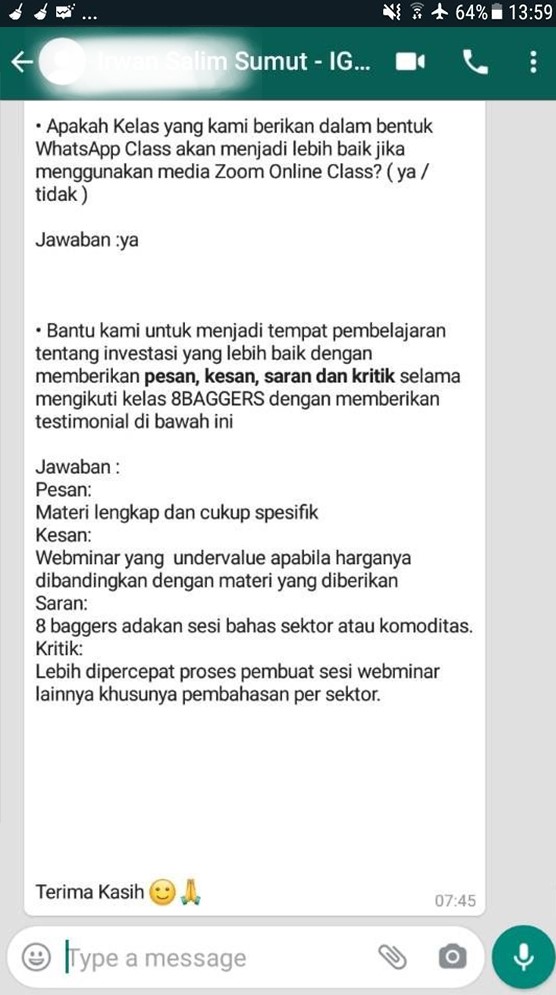 ... 64% 13:59
Salim Sumut - IG...
• Apakah Kelas yang kami berikan dalam bentuk
WhatsApp Class akan menjadi lebih baik jika
menggunakan media Zoom Online Class? ( ya /
tidak )
Jawaban :ya
• Bantu kami untuk menjadi tempat pembelajaran
tentang investasi yang lebih baik dengan
memberikan pesan, kesan, saran dan kritik selama
mengikuti kelas 8BAGGERS dengan memberikan
testimonial di bawah ini
Jawaban :
Pesan:
Materi lengkap dan cukup spesifik
Kesan:
Webminar yang  undervalue apabila harganya
dibandingkan dengan materi yang diberikan
Saran:
8 baggers adakan sesi bahas sektor atau komoditas.
Kritik:
Lebih dipercepat proses pembuat sesi webminar
lainnya khusunya pembahasan per sektor.
Terima Kasih 🙂🙏
07:45
Type a message